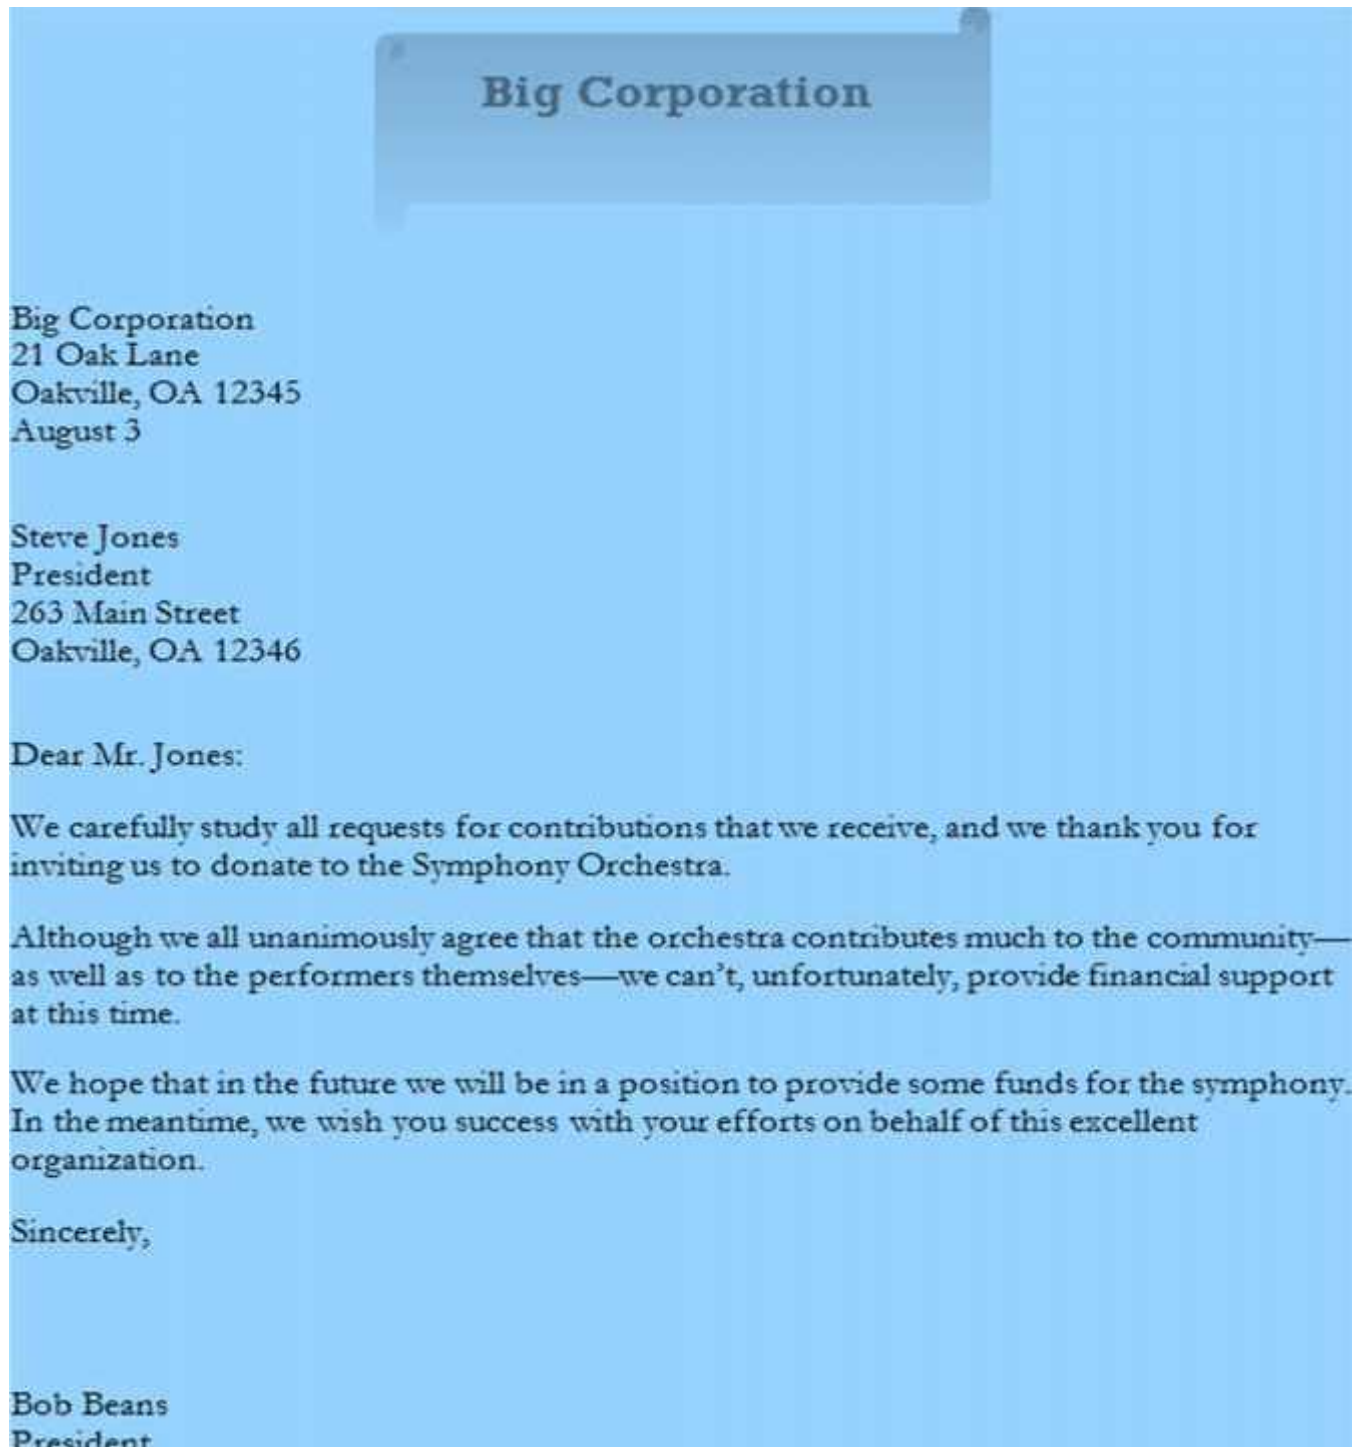 Big Corporation
Big Corporation
21 Oak Lane
Oakville, OA 12345
August 3
Steve Jones
President
263 Main Street
Oakville, OA 12346
Dear Mr. Jones:
We carefully study all requests for contributions that we receive, and we thank you for
inviting us to donate to the Symphony Orchestra.
Although we all unanimously agree that the orchestra contributes much to the community—
as well as to the performers themselves—we can’t, unfortunately, provide financial support
at this time.
We hope that in the future we will be in a position to provide some funds for the symphony.
In the meantime, we wish you success with your efforts on behalf of this excellent
organization.
Sincerely,
Bob Beans
President